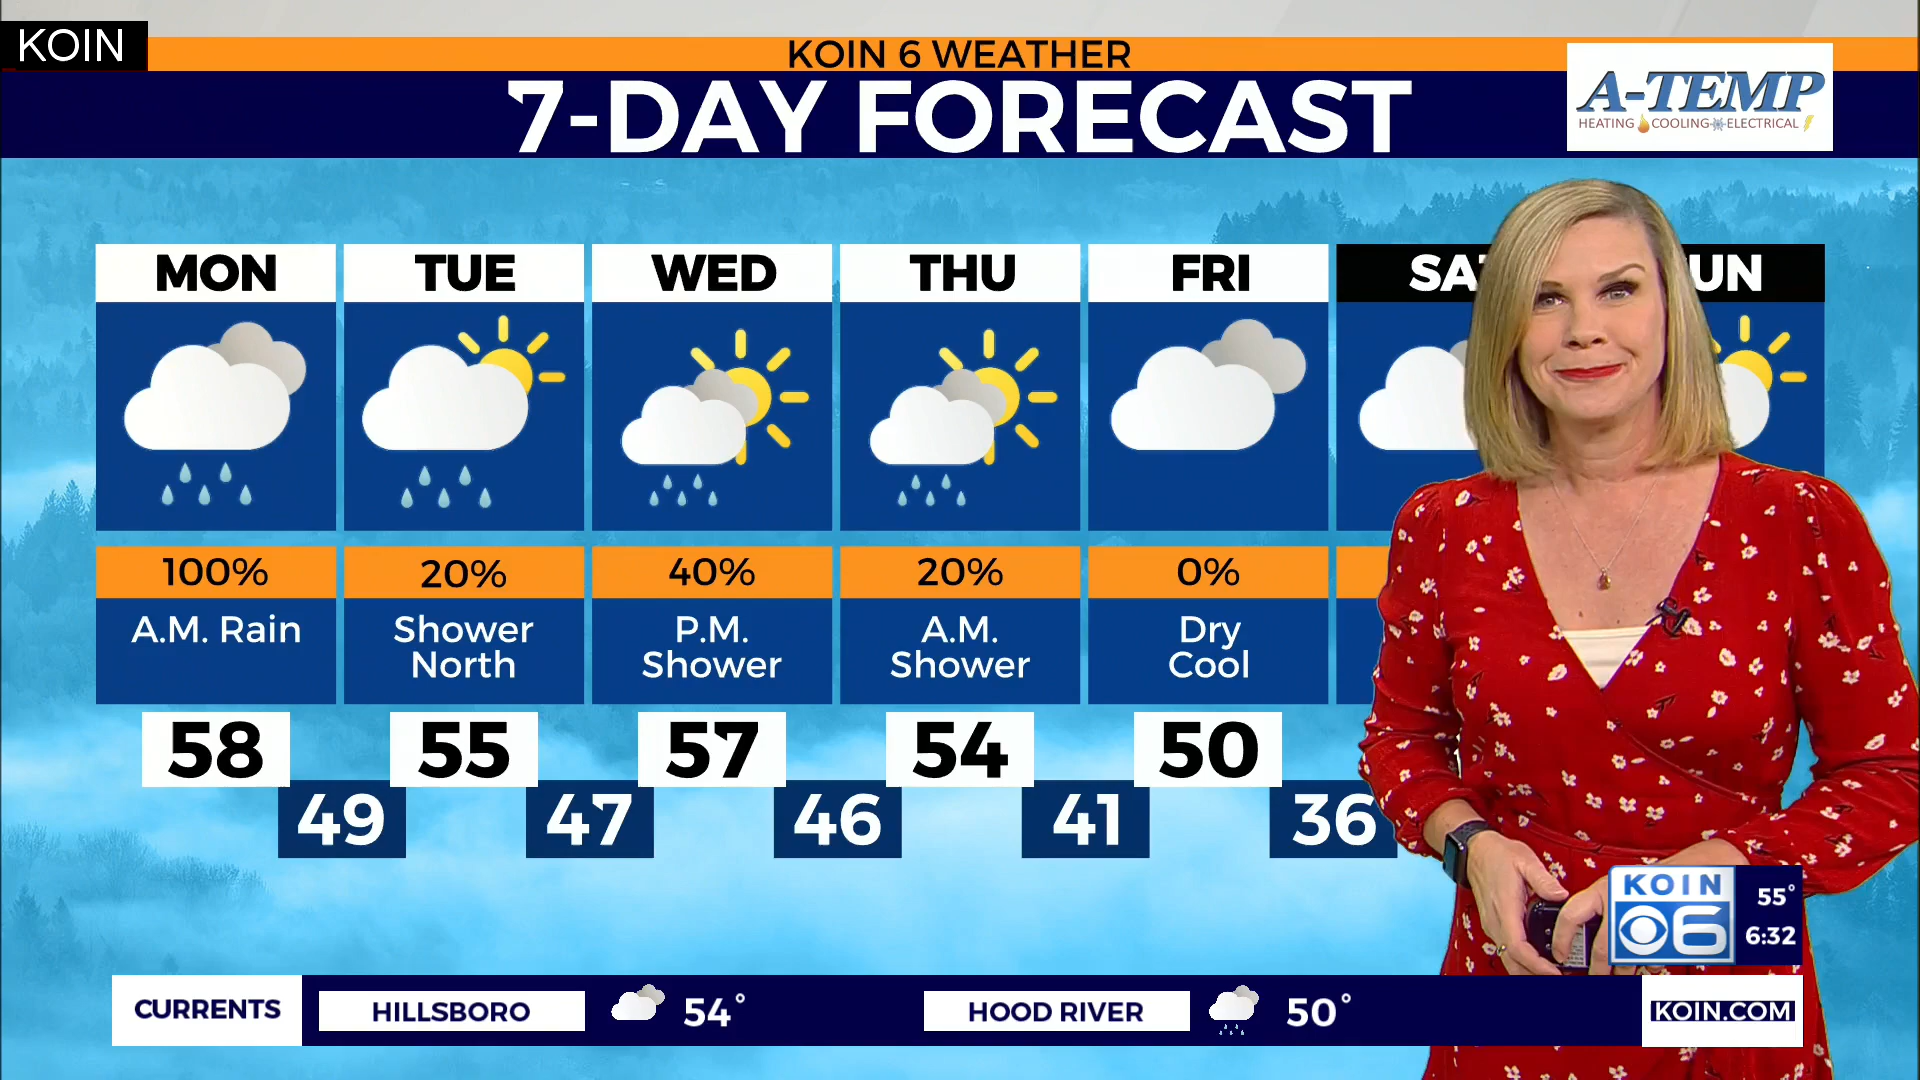 KOIN
KOIN 6 WEATHER
7-DAY FORECAST
A-TEMP
HEATING COOLING ELECTRICAL
MON TUE WED THU FRI
100% 20% 40% 20% 0%
A.M. Rain Shower North P.M. Shower A.M. Shower Dry Cool
58 55 57 54 50
49 47 46 41 36
KOIN
6
55°
6:32
CURRENTS HILLSBORO 54° HOOD RIVER 50° KOIN.COM